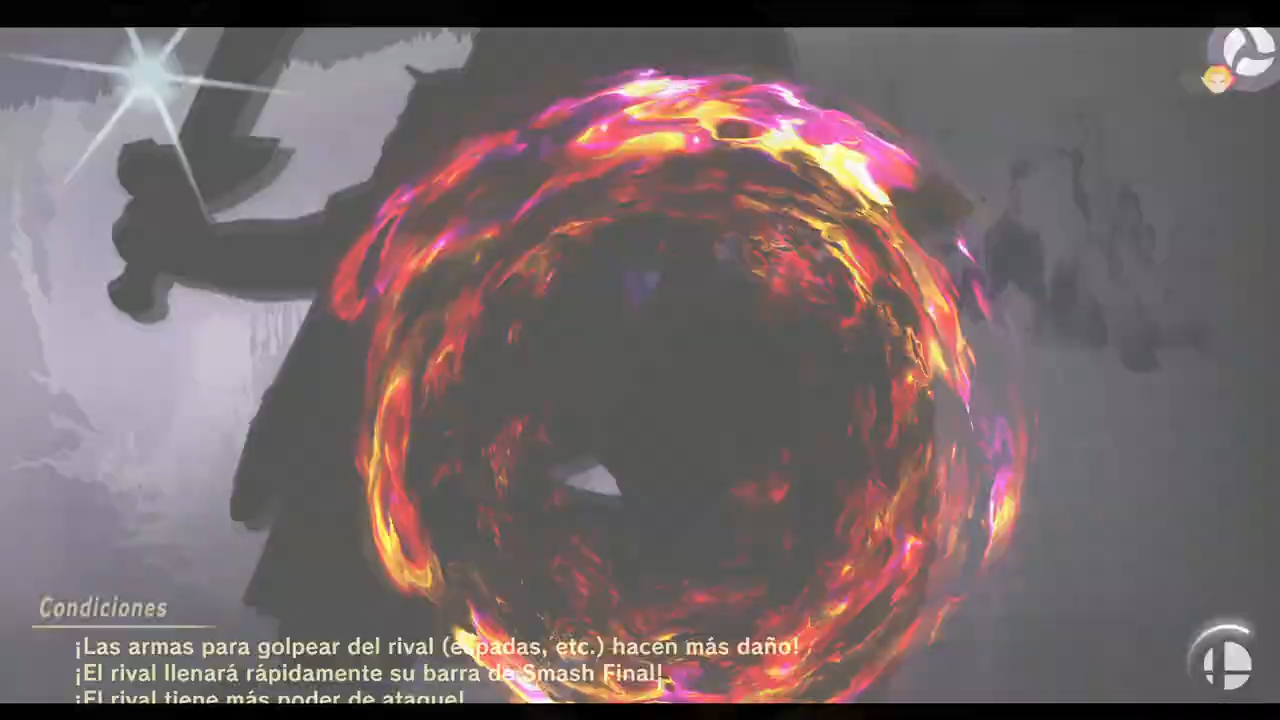 Condiciones
¡Las armas para golpear del rival (espadas, etc.) hacen más daño!
¡El rival llenará rápidamente su barra de Smash Final!
¡El rival tiene más poder de ataque!